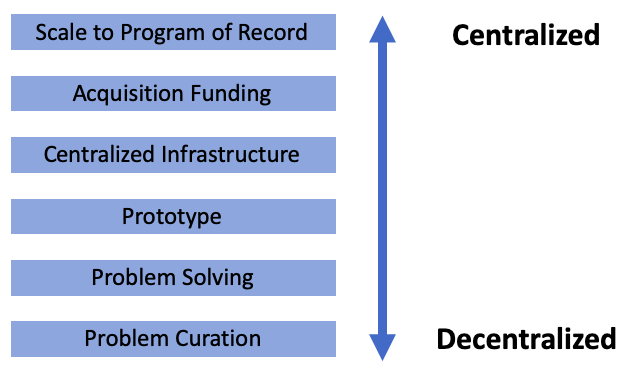 Scale to Program of Record
Centralized
Acquisition Funding
Centralized Infrastructure
Prototype
Problem Solving
Problem Curation
Decentralized